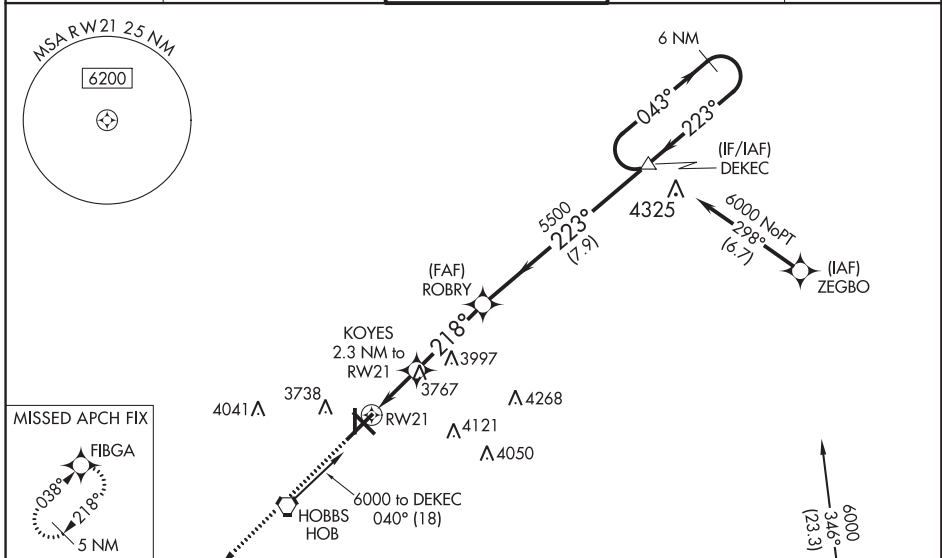 MSA RW21 25 NM
6200
6 NM
043°
223°
(IF/IAF)
DEKEC
4325
6000 NoPT
298°
(6.7)
(IAF)
ZEGBO
5500
223°
(7.9)
(FAF)
ROBRY
218°
KOYES
2.3 NM to
RW21
3997
3767
3738
4041
4268
RW21
4121
4050
MISSED APCH FIX
FIBGA
038°
218°
5 NM
HOBBS
HOB
6000 to DEKEC
040° (18)
6000
346°
(23.3)